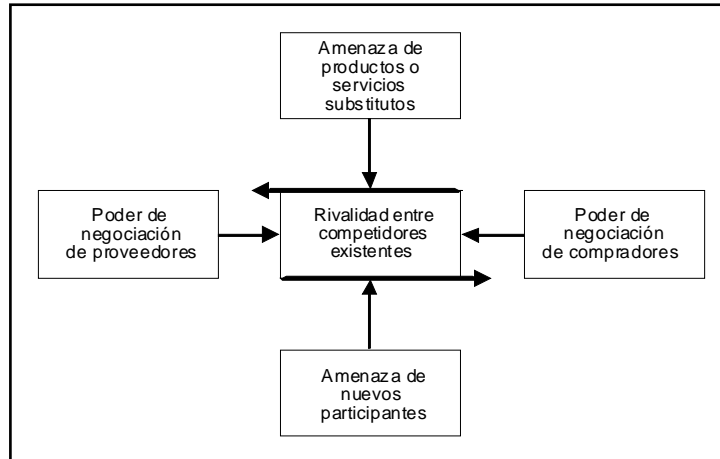 Amenaza de
productos o
servicios
substitutos
Poder de
negociación
de proveedores
Rivalidad entre
competidores
existentes
Poder de
negociación
de compradores
Amenaza de
nuevos
participantes